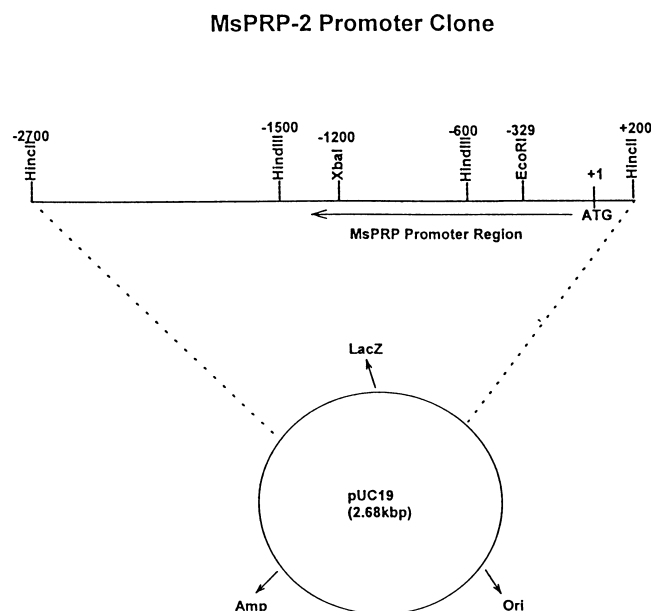 MsPRP-2 Promoter Clone
-2700 -1500 -1200 -600 -329 +1 +200
HincII HindIII XbaI HindIII EcoRI HincII
ATG
MsPRP Promoter Region
LacZ
pUC19
(2.68kbp)
Amp Ori